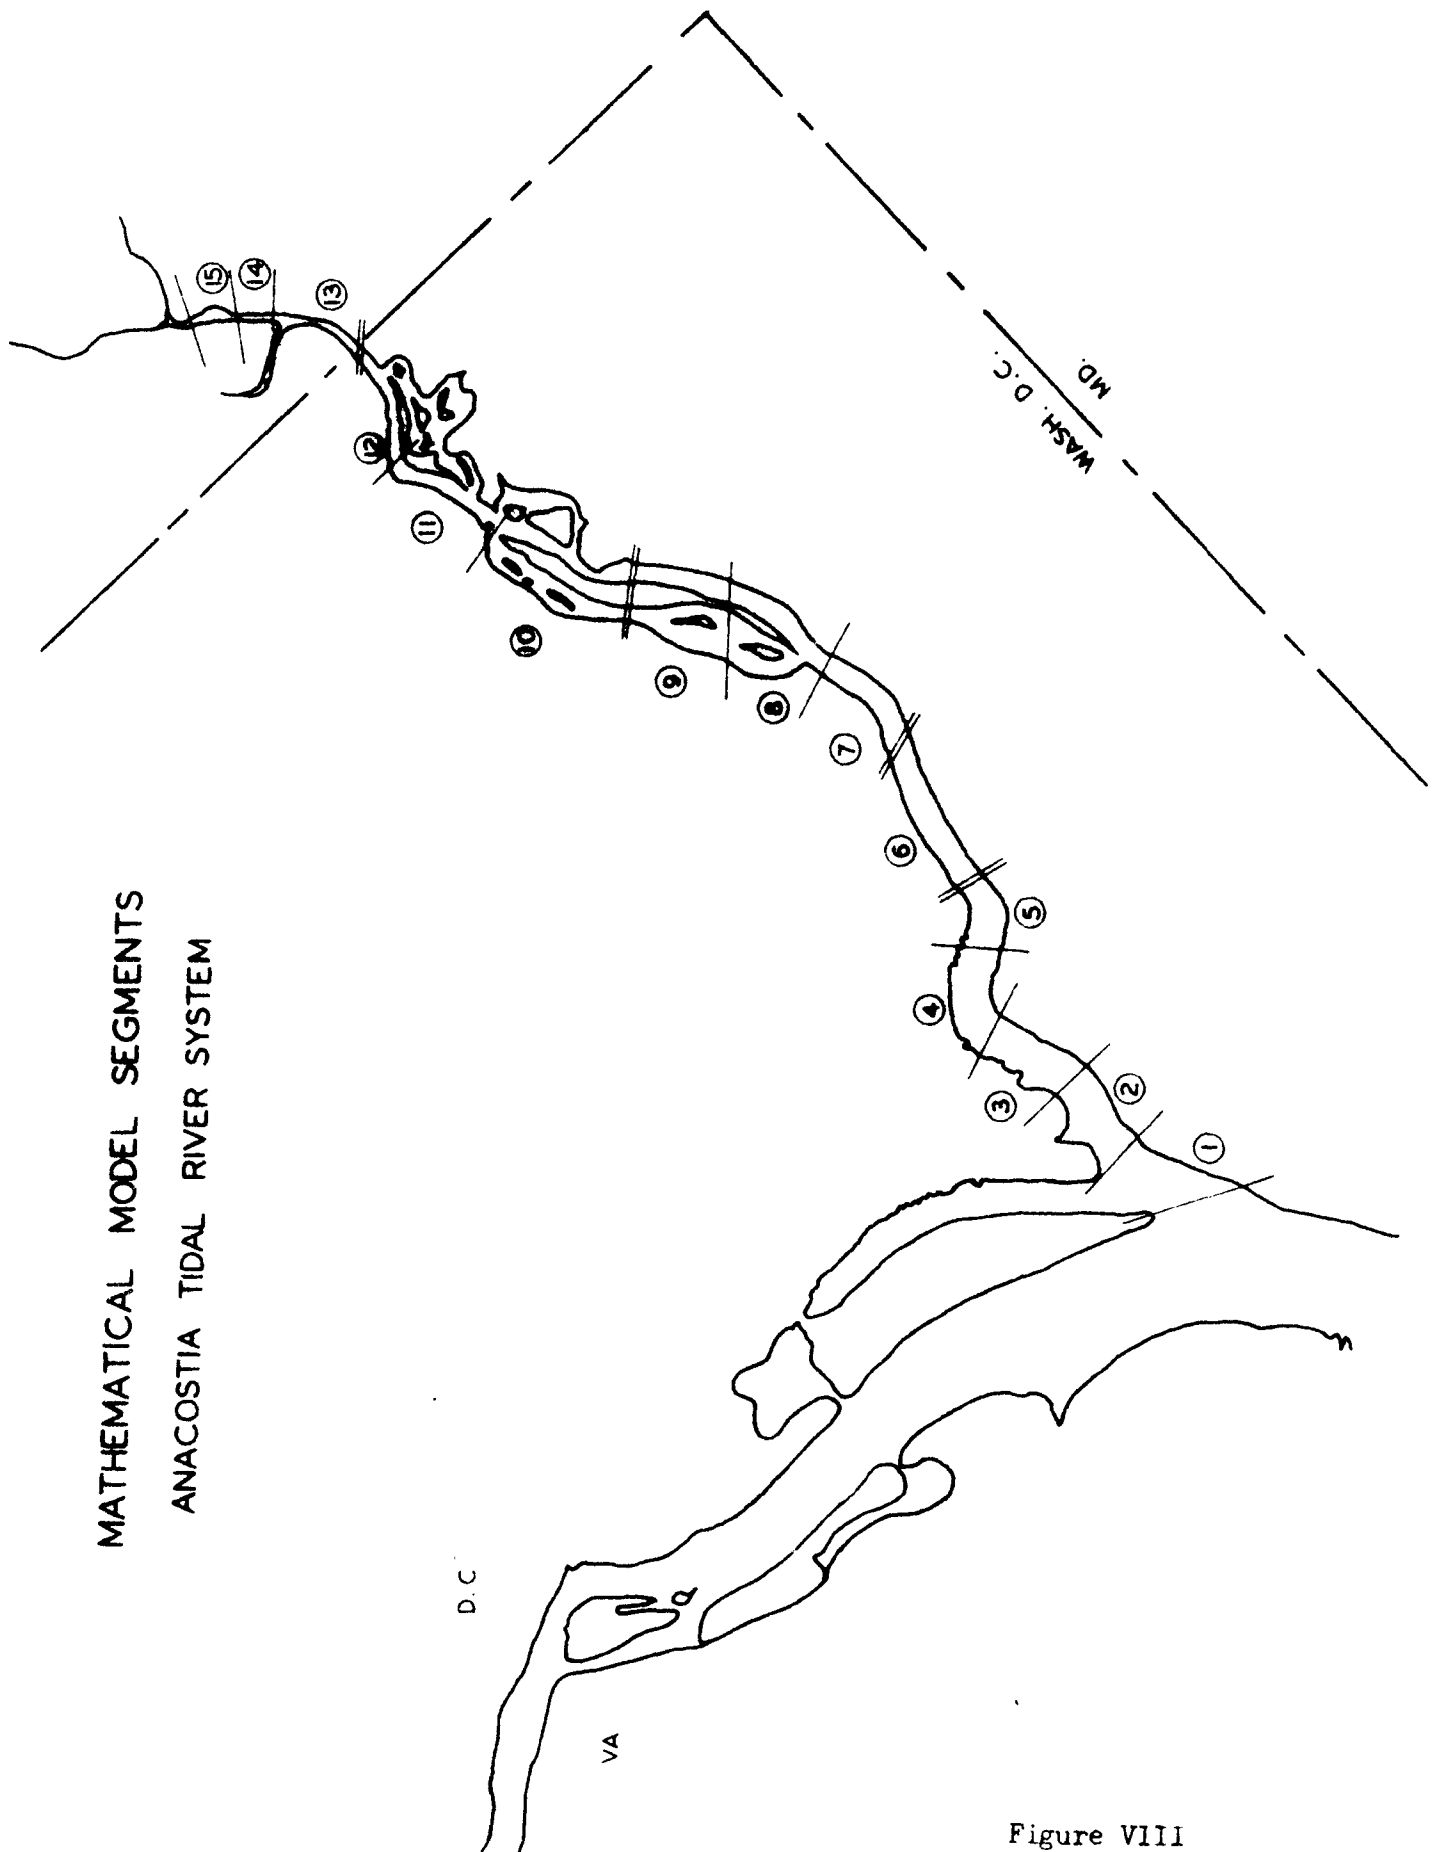 MATHEMATICAL MODEL SEGMENTS
ANACOSTIA TIDAL RIVER SYSTEM
D.C
VA
WASH. D.C.
MD.
1
2
3
4
5
6
7
8
9
10
11
12
13
14
15
Figure VIII